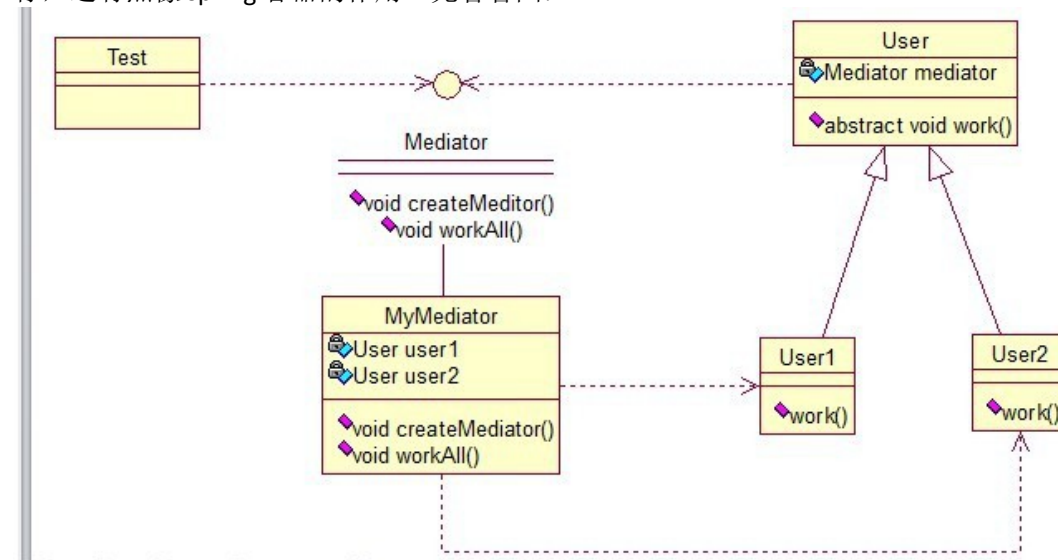 Test
User
Mediator mediator
abstract void work()
Mediator
void createMeditor()
void workAll()
MyMediator
User user1
User user2
void createMediator()
void workAll()
User1
work()
User2
work()